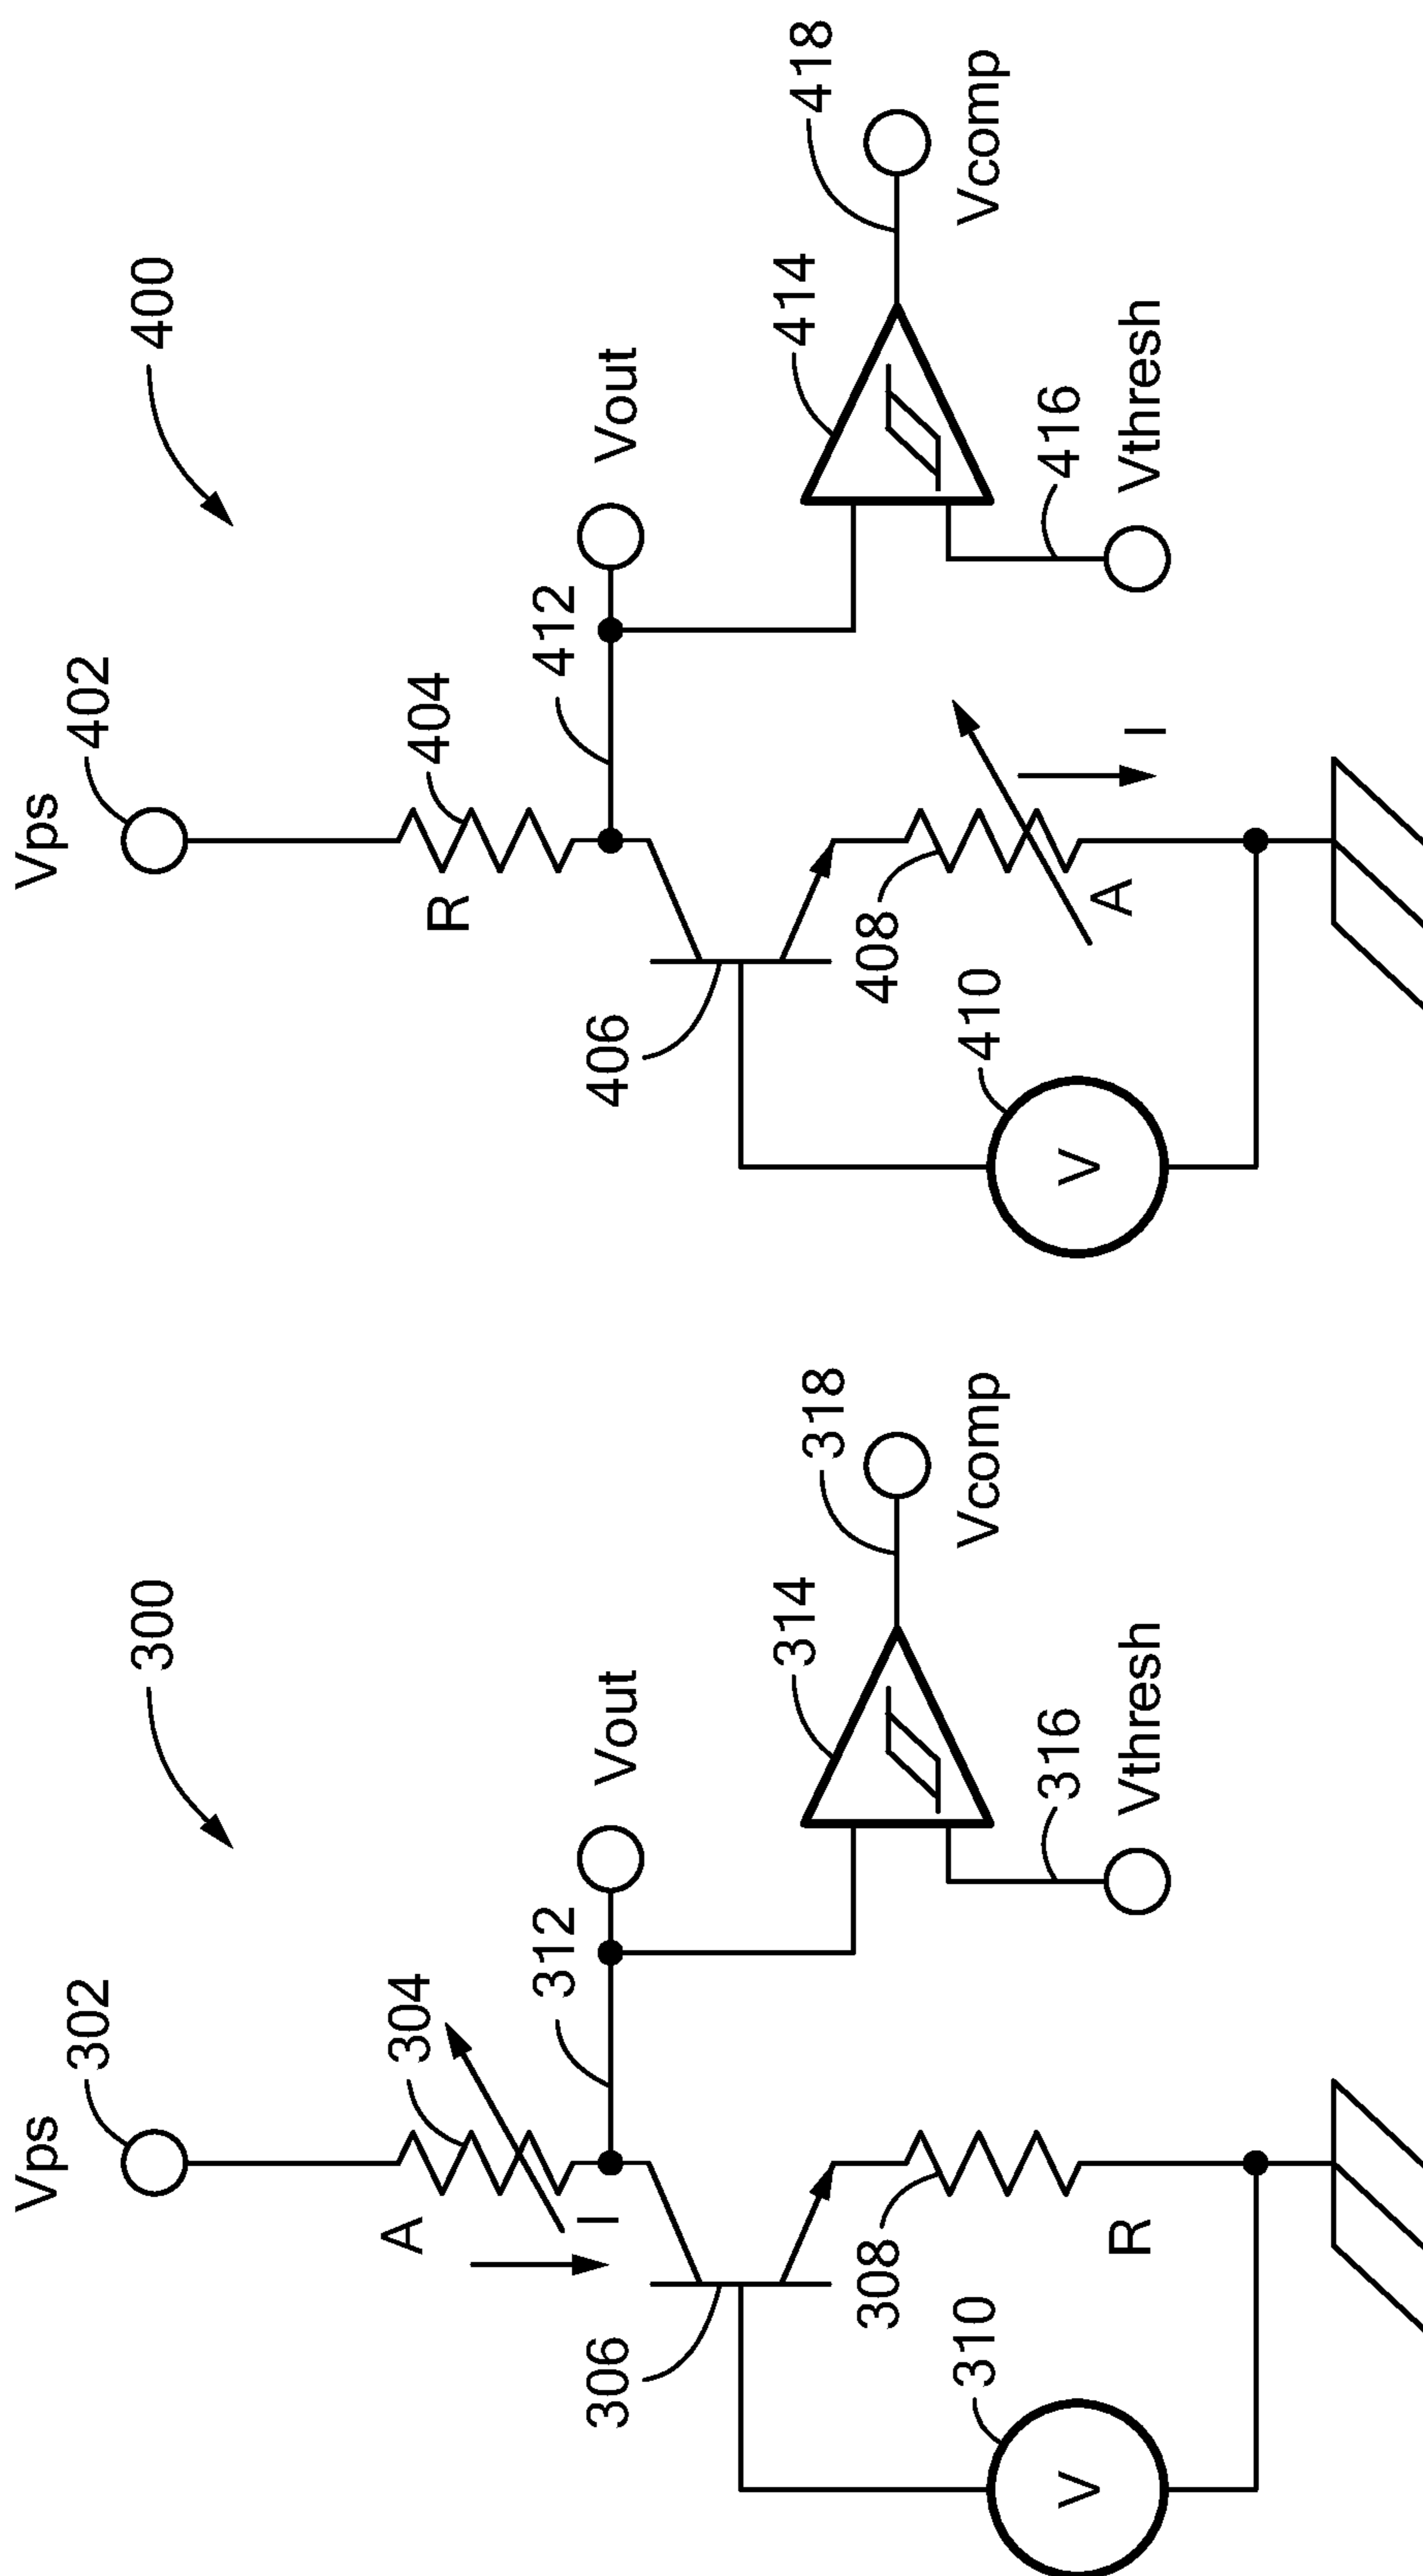 300
Vps
302
A
304
I
312
Vout
306
314
318
Vcomp
308
310
V
R
316
Vthresh
400
Vps
402
R
404
412
Vout
406
414
418
Vcomp
408
410
V
A
I
416
Vthresh